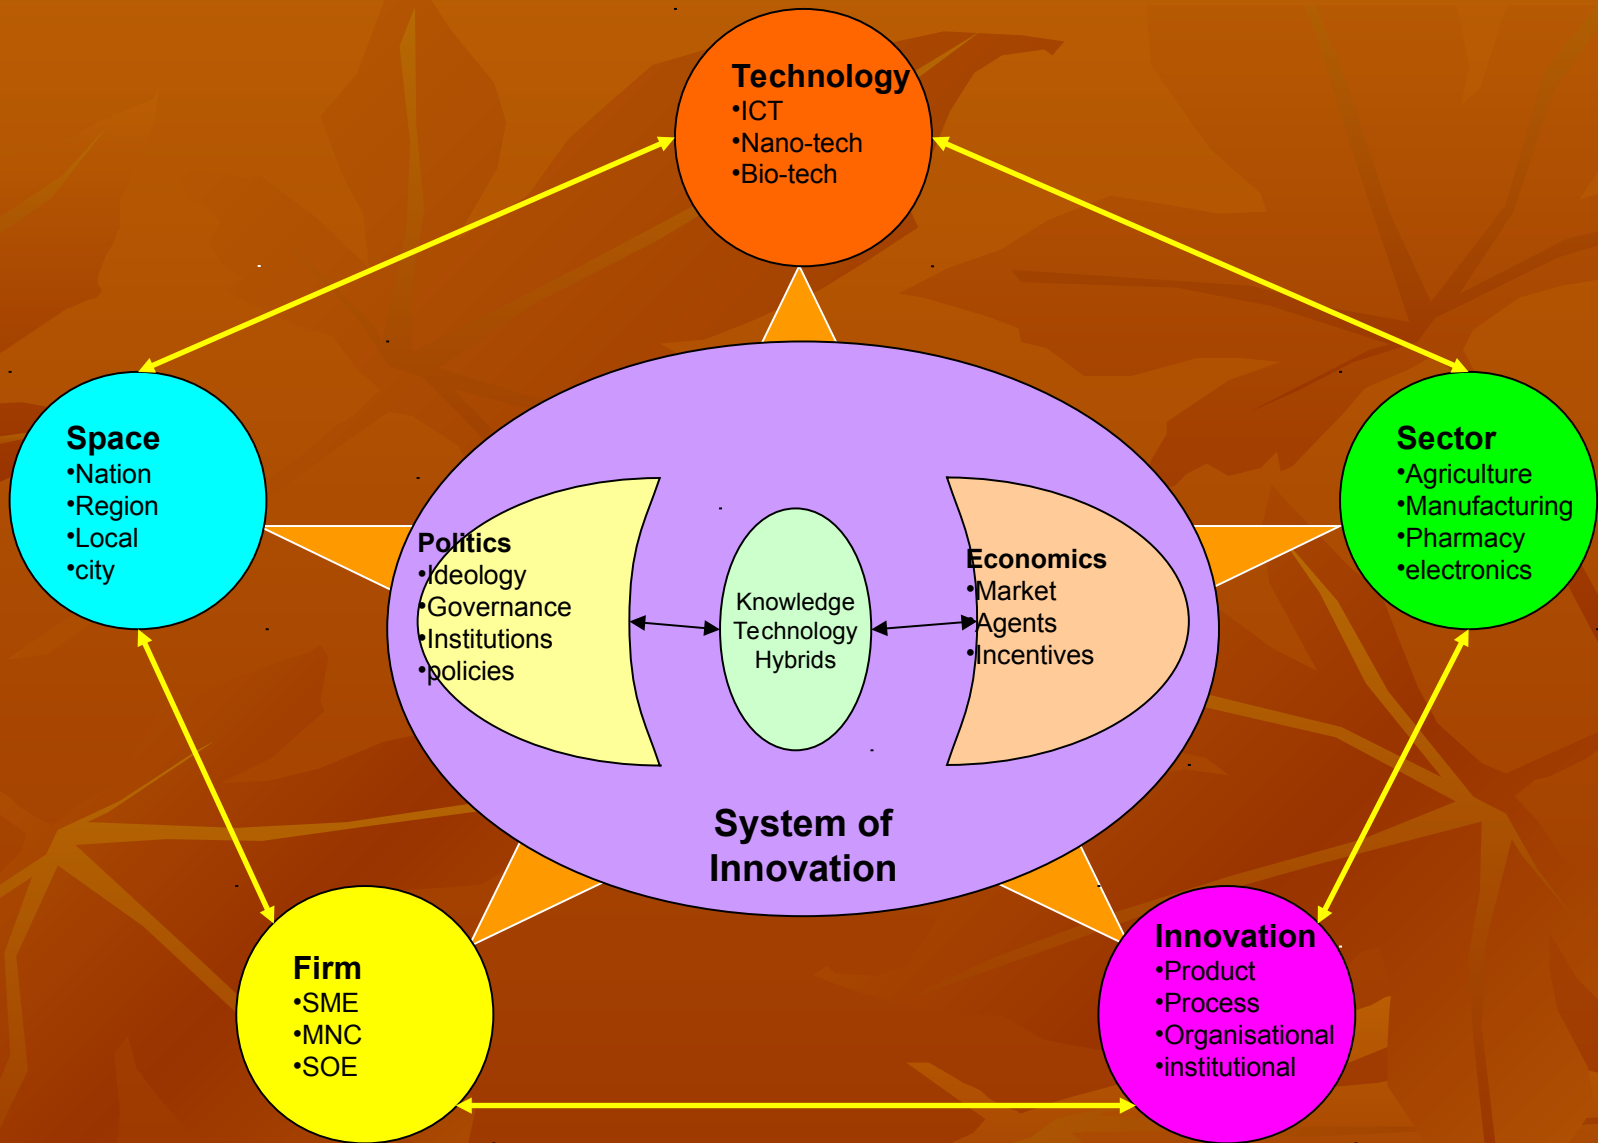 Technology
•ICT
•Nano-tech
•Bio-tech
Space
•Nation
•Region
•Local
•city
Sector
•Agriculture
•Manufacturing
•Pharmacy
•electronics
Politics
•Ideology
•Governance
•Institutions
•policies
Knowledge
Technology
Hybrids
Economics
•Market
•Agents
•Incentives
System of
Innovation
Firm
•SME
•MNC
•SOE
Innovation
•Product
•Process
•Organisational
•institutional